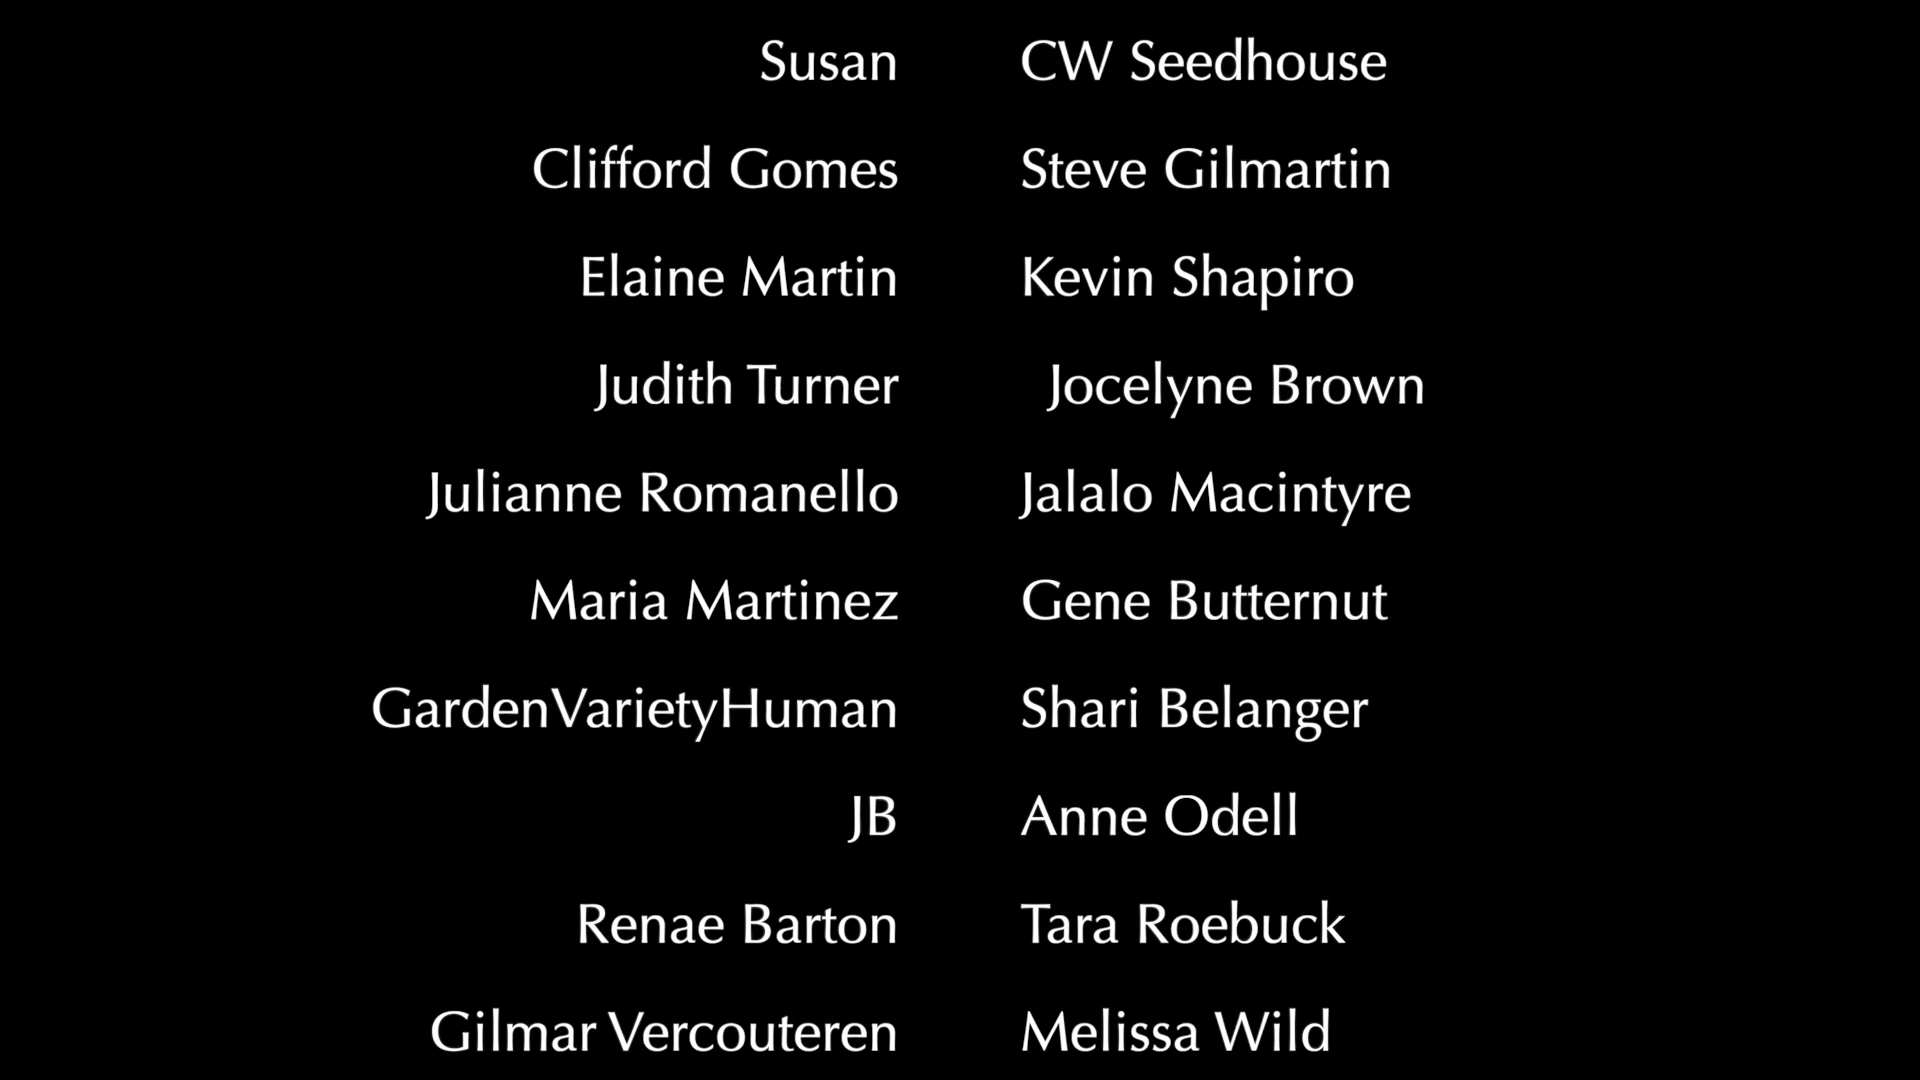 Susan CW Seedhouse
Clifford Gomes Steve Gilmartin
Elaine Martin Kevin Shapiro
Judith Turner Jocelyne Brown
Julianne Romanello Jalalo Macintyre
Maria Martinez Gene Butternut
GardenVarietyHuman Shari Belanger
JB Anne Odell
Renae Barton Tara Roebuck
Gilmar Vercouteren Melissa Wild